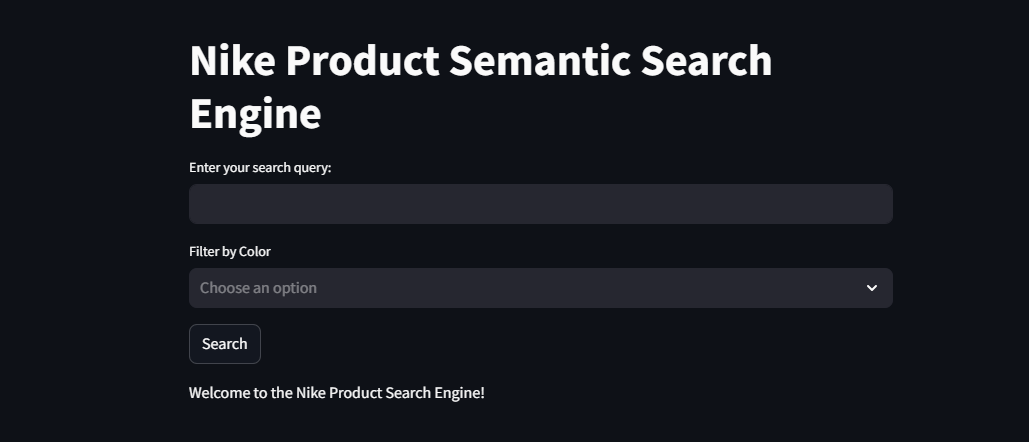 Nike Product Semantic Search
Engine
Enter your search query:
Filter by Color
Choose an option
Search
Welcome to the Nike Product Search Engine!